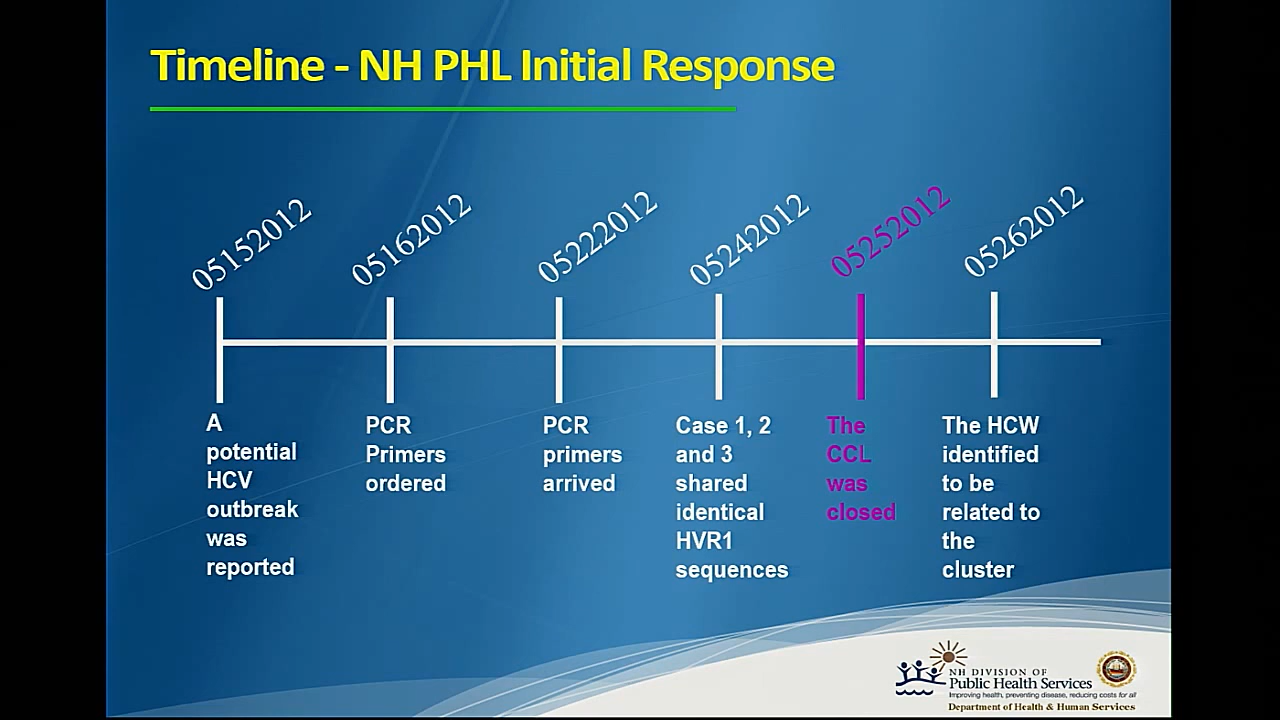 Timeline - NH PHL Initial Response
05152012
05162012
05222012
05242012
05252012
05262012
A
potential
HCV
outbreak
was
reported
PCR
Primers
ordered
PCR
primers
arrived
Case 1, 2
and 3
shared
identical
HVR1
sequences
The
CCL
was
closed
The HCW
identified
to be
related to
the
cluster
NH DIVISION OF
Public Health Services
Improving health, preventing disease, reducing costs for all
Department of Health & Human Services